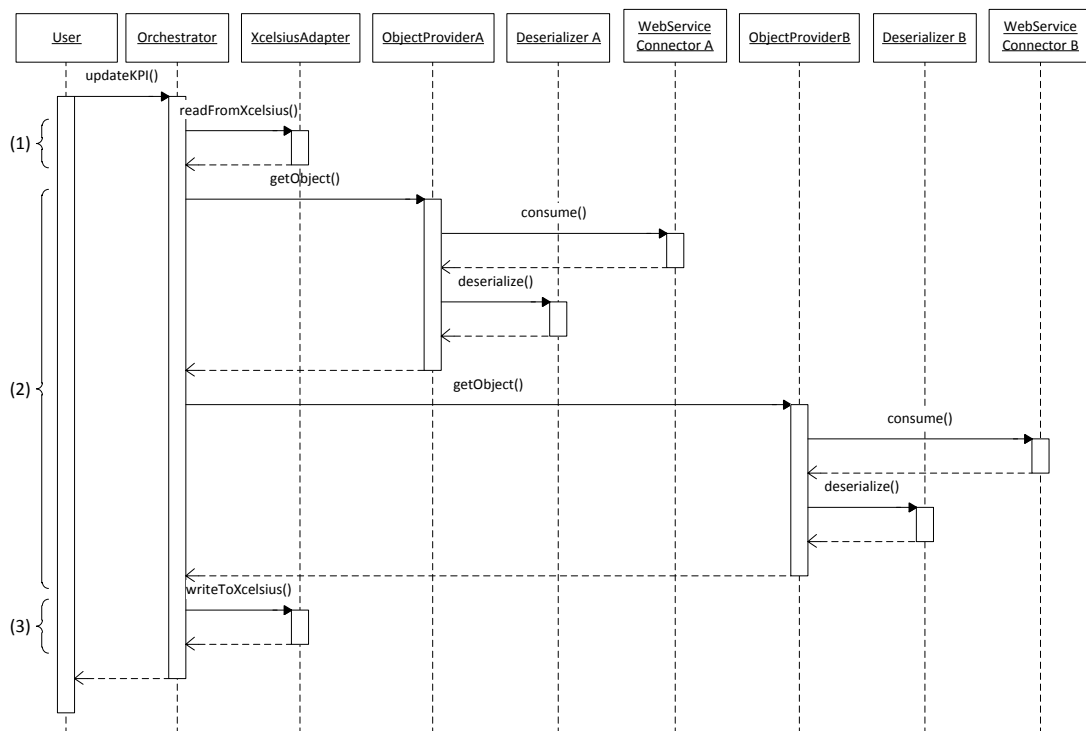 User
Orchestrator
XcelsiusAdapter
ObjectProviderA
Deserializer A
WebService
Connector A
ObjectProviderB
Deserializer B
WebService
Connector B
updateKPI()
readFromXcelsius()
(1)
getObject()
consume()
deserialize()
(2)
getObject()
consume()
deserialize()
writeToXcelsius()
(3)